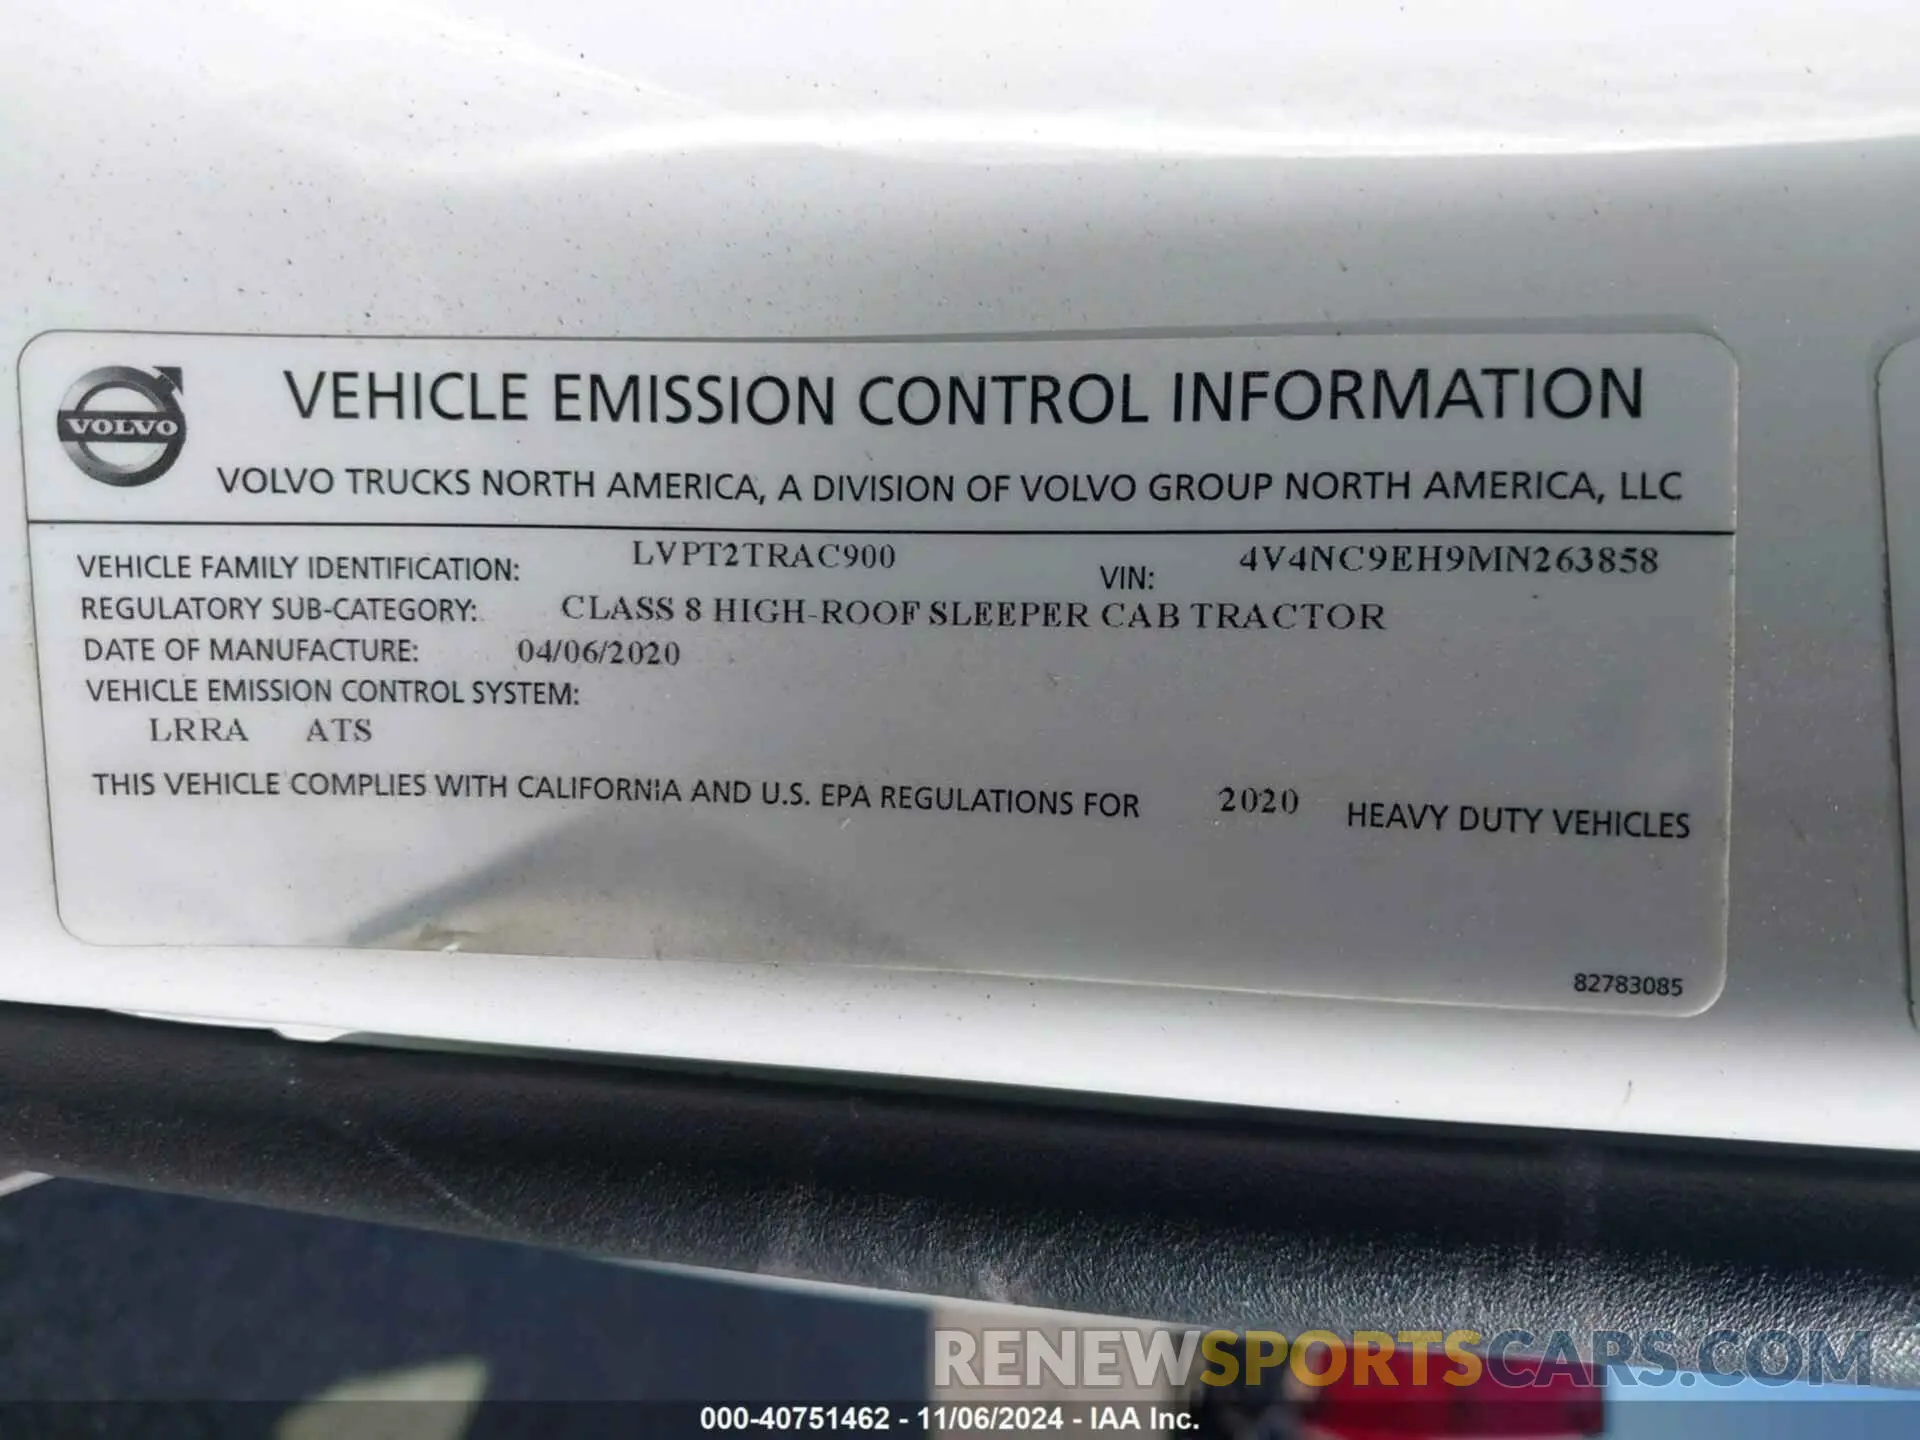 VEHICLE EMISSION CONTROL INFORMATION
VOLVO
VOLVO TRUCKS NORTH AMERICA, A DIVISION OF VOLVO GROUP NORTH AMERICA, LLC
VEHICLE FAMILY IDENTIFICATION: LVPT2TRAC900 VIN: 4V4NC9EH9MN263858
REGULATORY SUB-CATEGORY: CLASS 8 HIGH-ROOF SLEEPER CAB TRACTOR
DATE OF MANUFACTURE: 04/06/2020
VEHICLE EMISSION CONTROL SYSTEM:
LRRA ATS
THIS VEHICLE COMPLIES WITH CALIFORNIA AND U.S. EPA REGULATIONS FOR 2020 HEAVY DUTY VEHICLES
82783085
RENEWSPORTSCARS.COM
000-40751462 - 11/06/2024 - IAA Inc.